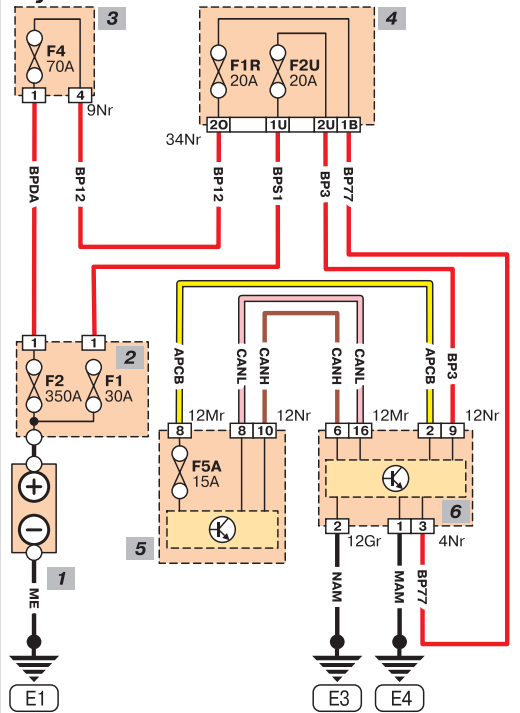 3
4
F4
70A
F1R
20A
F2U
20A
1
4
9Nr
2O
1U
2U
1B
34Nr
BPDA
BP12
BP12
BPS1
BP3
BP77
1
1
2
F2
350A
F1
30A
APCB
CANL
CANH
CANH
CANL
APCB
BP3
8
12Mr
8
10
12Nr
6
16
12Mr
2
9
12Nr
F5A
15A
5
6
2
12Gr
1
3
4Nr
+
−
1
ME
NAM
MAM
BP77
E1
E3
E4